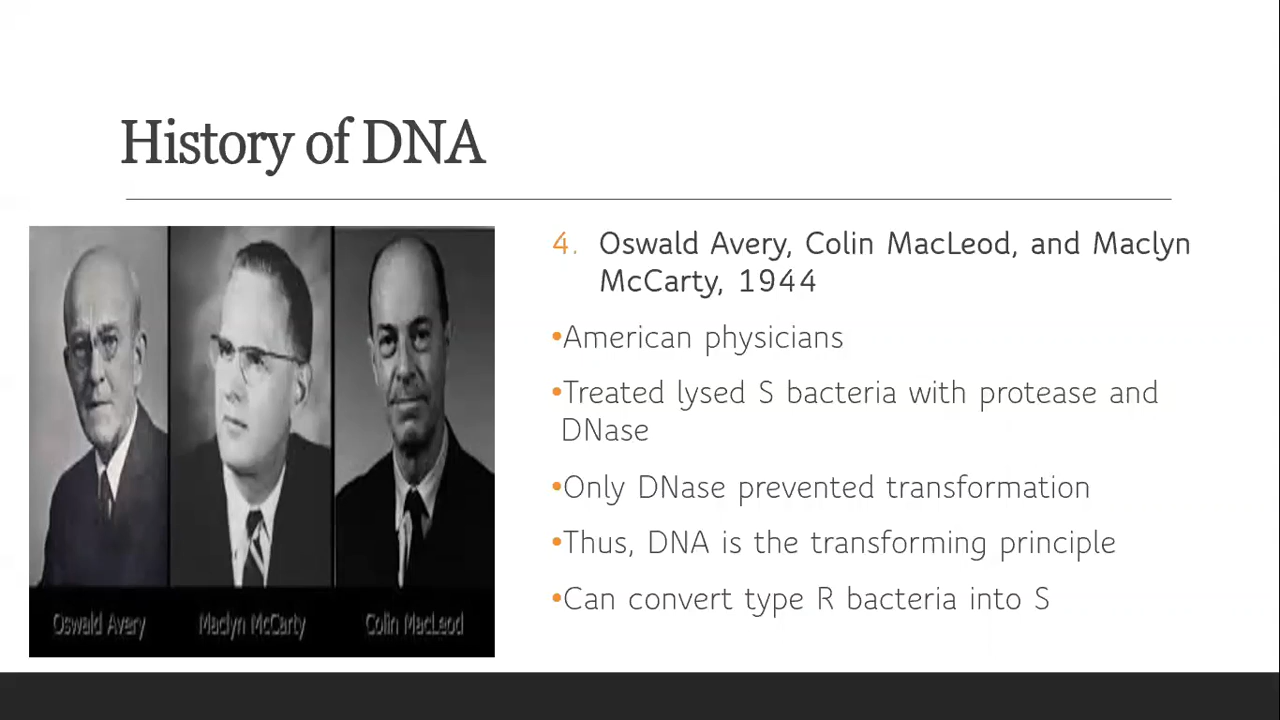 History of DNA
4. Oswald Avery, Colin MacLeod, and Maclyn
McCarty, 1944
•American physicians
•Treated lysed S bacteria with protease and
DNase
•Only DNase prevented transformation
•Thus, DNA is the transforming principle
•Can convert type R bacteria into S
Oswald Avery Maclyn McCarty Colin MacLeod